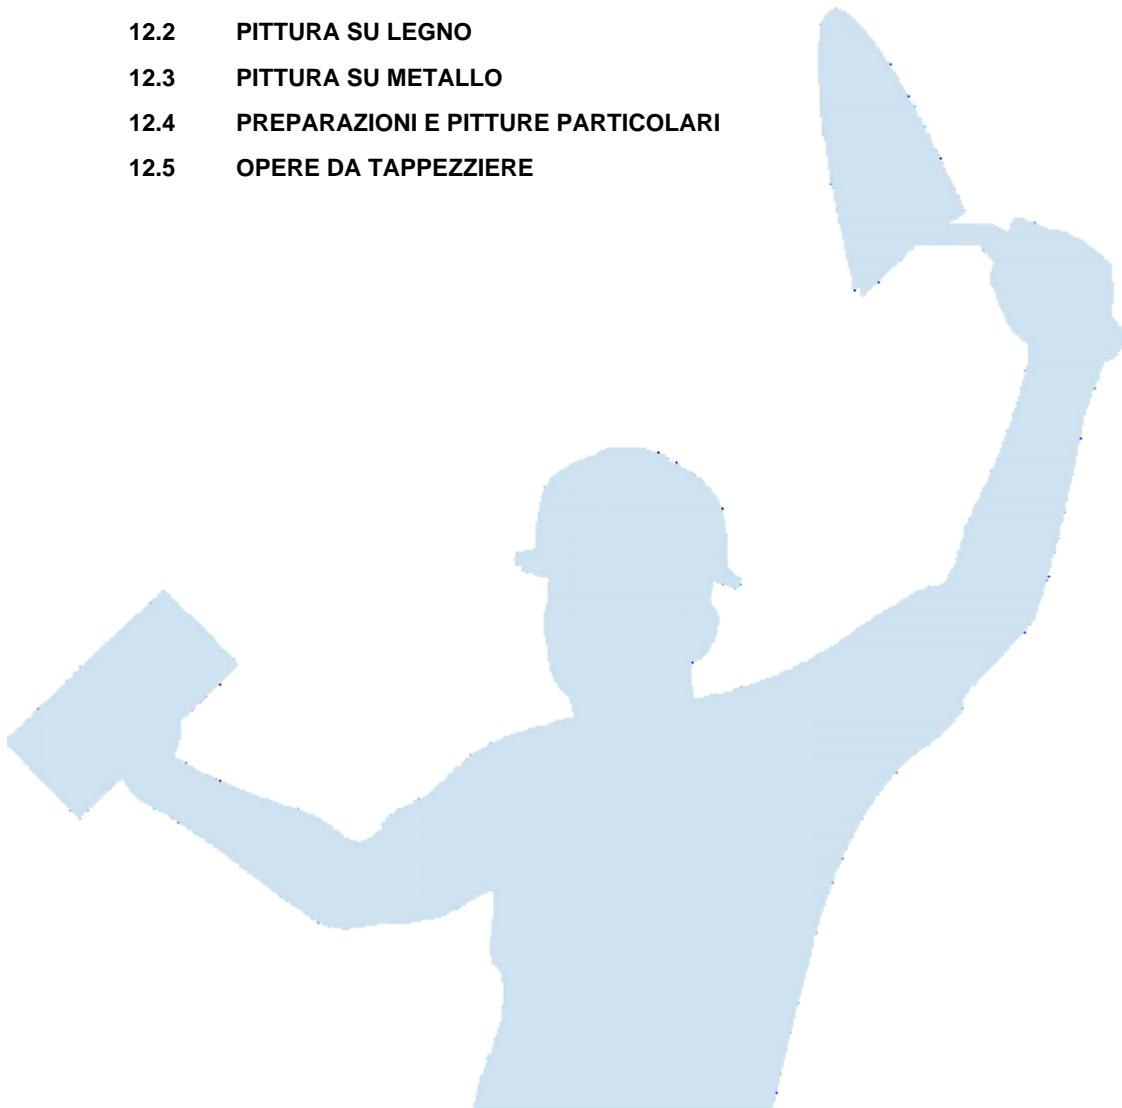 12.2 PITTURA SU LEGNO
12.3 PITTURA SU METALLO
12.4 PREPARAZIONI E PITTURE PARTICOLARI
12.5 OPERE DA TAPPEZZIERE